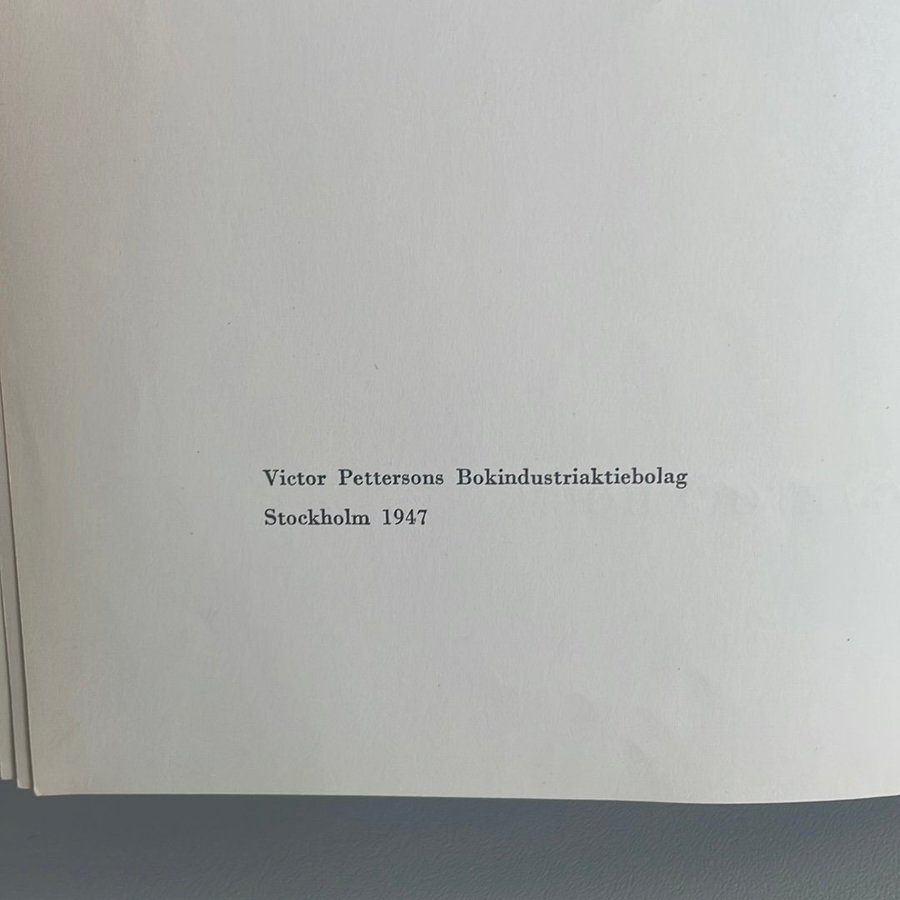 Victor Pettersons Bokindustriaktiebolag
Stockholm 1947